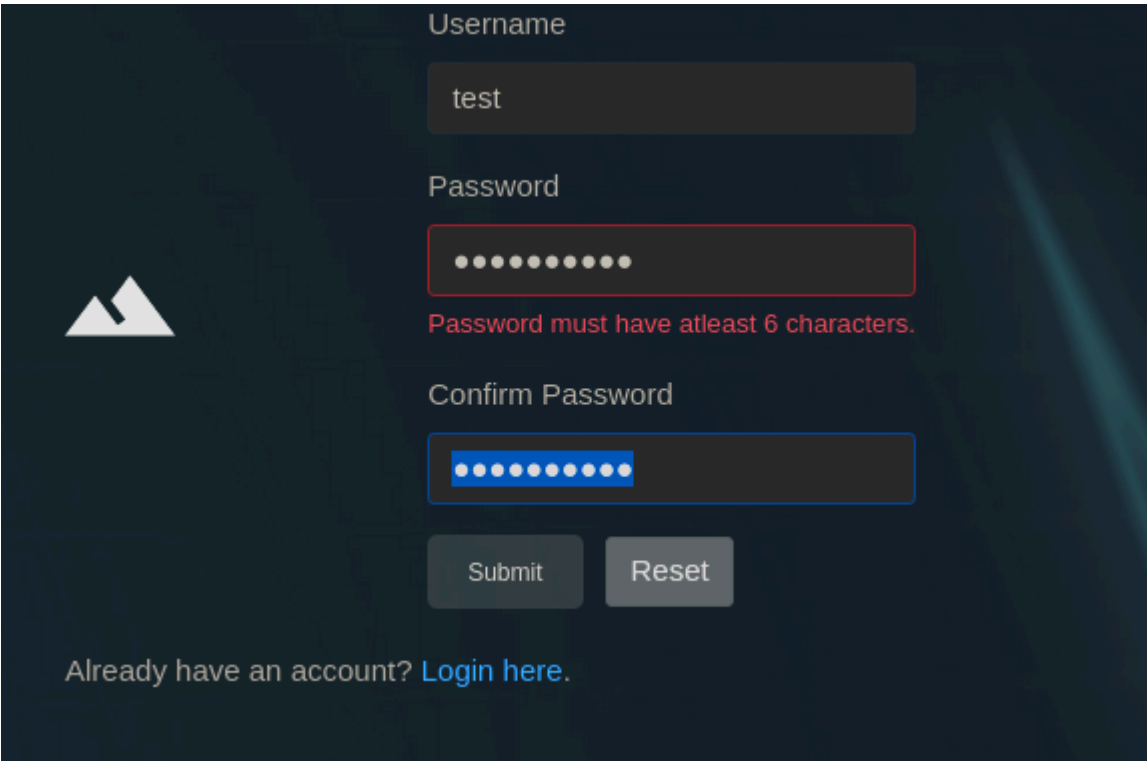 Username
test
Password
••••••••••
Password must have atleast 6 characters.
Confirm Password
••••••••••
Submit Reset
Already have an account? Login here.